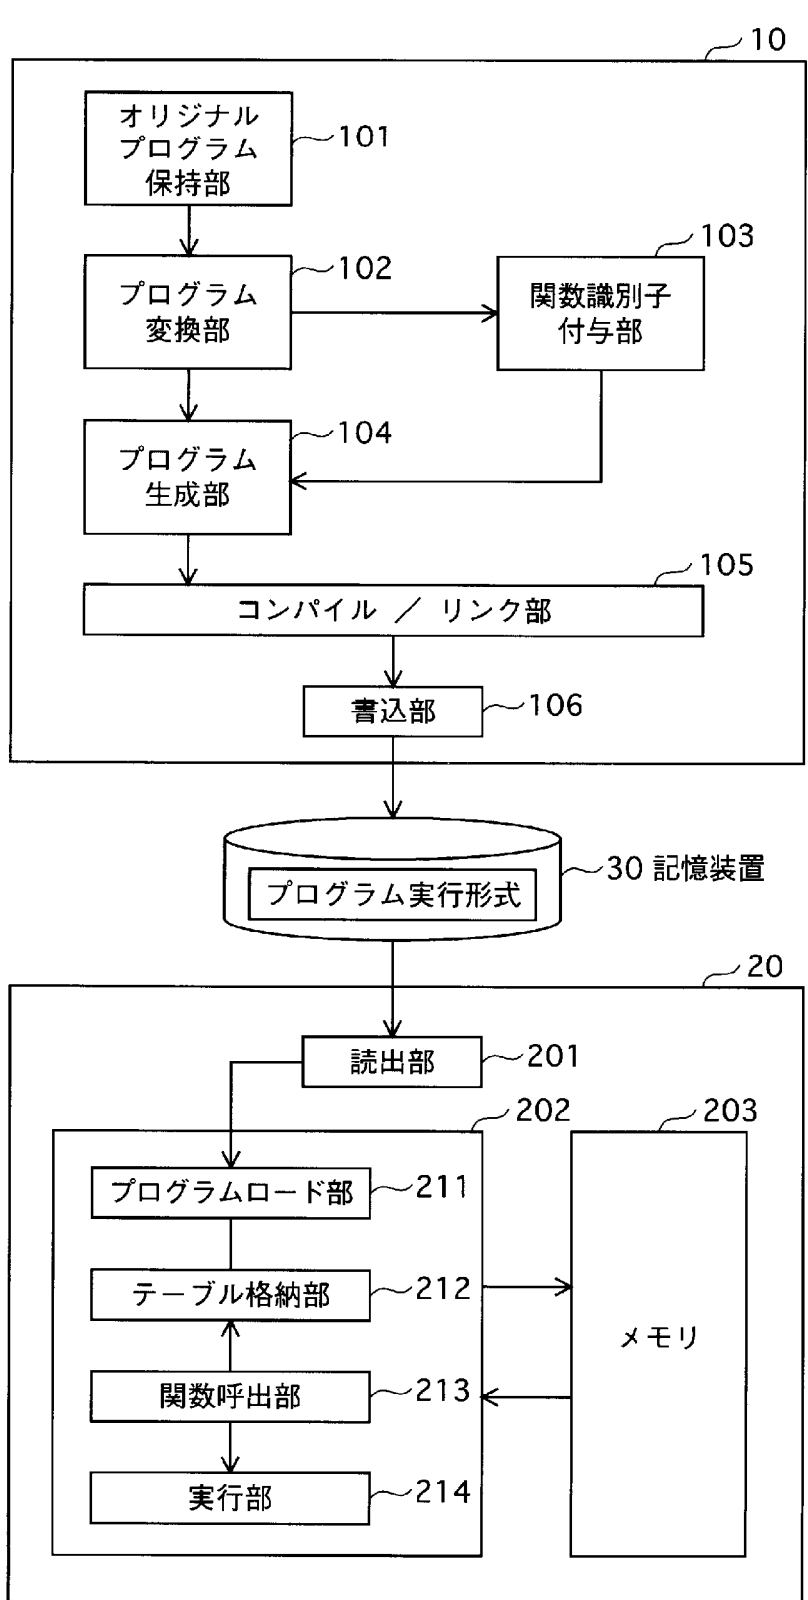 10
オリジナル
プログラム
保持部
101
プログラム
変換部
102
関数識別子
付与部
103
プログラム
生成部
104
コンパイル ／ リンク部
105
書込部
106
プログラム実行形式
30 記憶装置
20
読出部
201
202
203
プログラムロード部
211
テーブル格納部
212
メモリ
関数呼出部
213
実行部
214